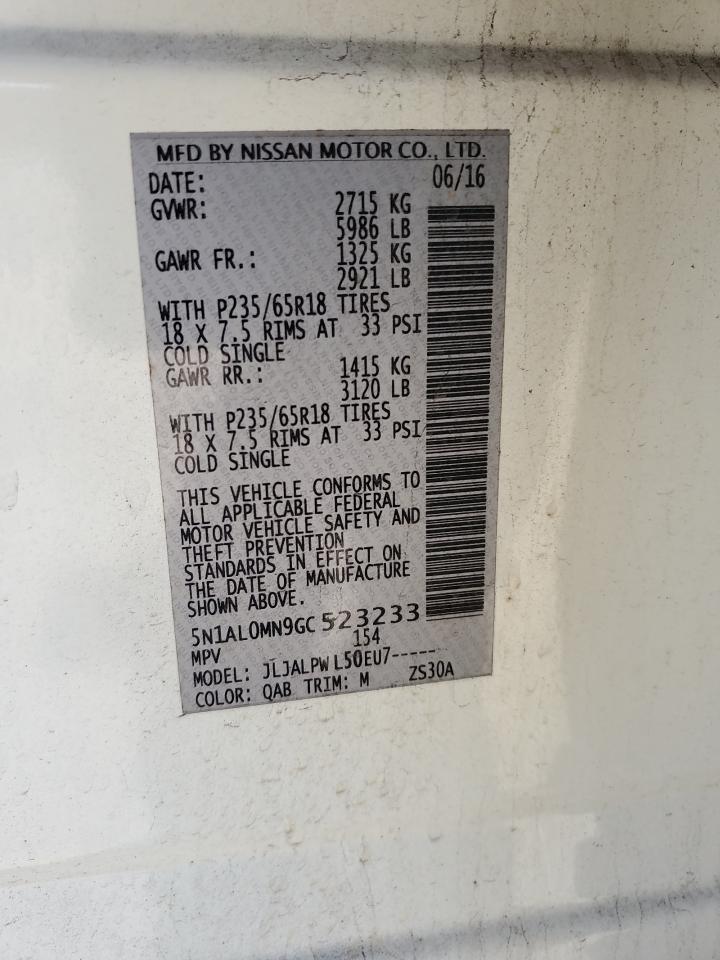 MFD BY NISSAN MOTOR CO., LTD.
DATE: 06/16
GVWR: 2715 KG
5986 LB
GAWR FR.: 1325 KG
2921 LB
WITH P235/65R18 TIRES
18 X 7.5 RIMS AT 33 PSI
COLD SINGLE
GAWR RR.: 1415 KG
3120 LB
WITH P235/65R18 TIRES
18 X 7.5 RIMS AT 33 PSI
COLD SINGLE
THIS VEHICLE CONFORMS TO
ALL APPLICABLE FEDERAL
MOTOR VEHICLE SAFETY AND
THEFT PREVENTION
STANDARDS IN EFFECT ON
THE DATE OF MANUFACTURE
SHOWN ABOVE.
5N1AL0MN9GC 523233
MPV 154
MODEL: JLJALPW L50EU7-----
COLOR: QAB TRIM: M ZS30A